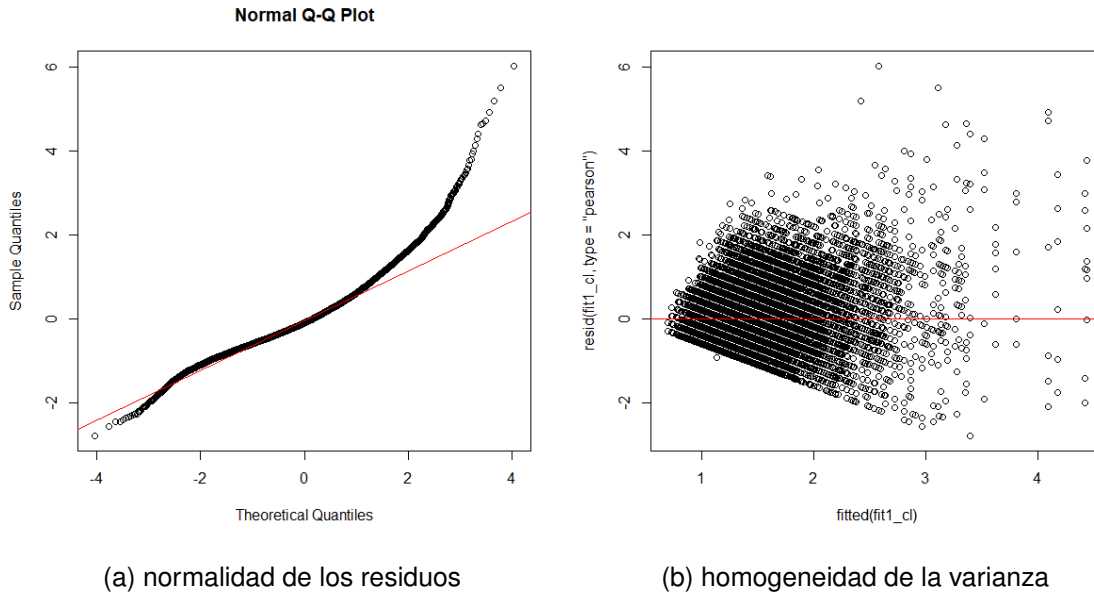 Normal Q-Q Plot
6
4
2
0
-2
Sample Quantiles
-4
-2
0
2
4
Theoretical Quantiles
(a) normalidad de los residuos
6
4
2
0
-2
resid(fit1_cl, type = "pearson")
1
2
3
4
fitted(fit1_cl)
(b) homogeneidad de la varianza